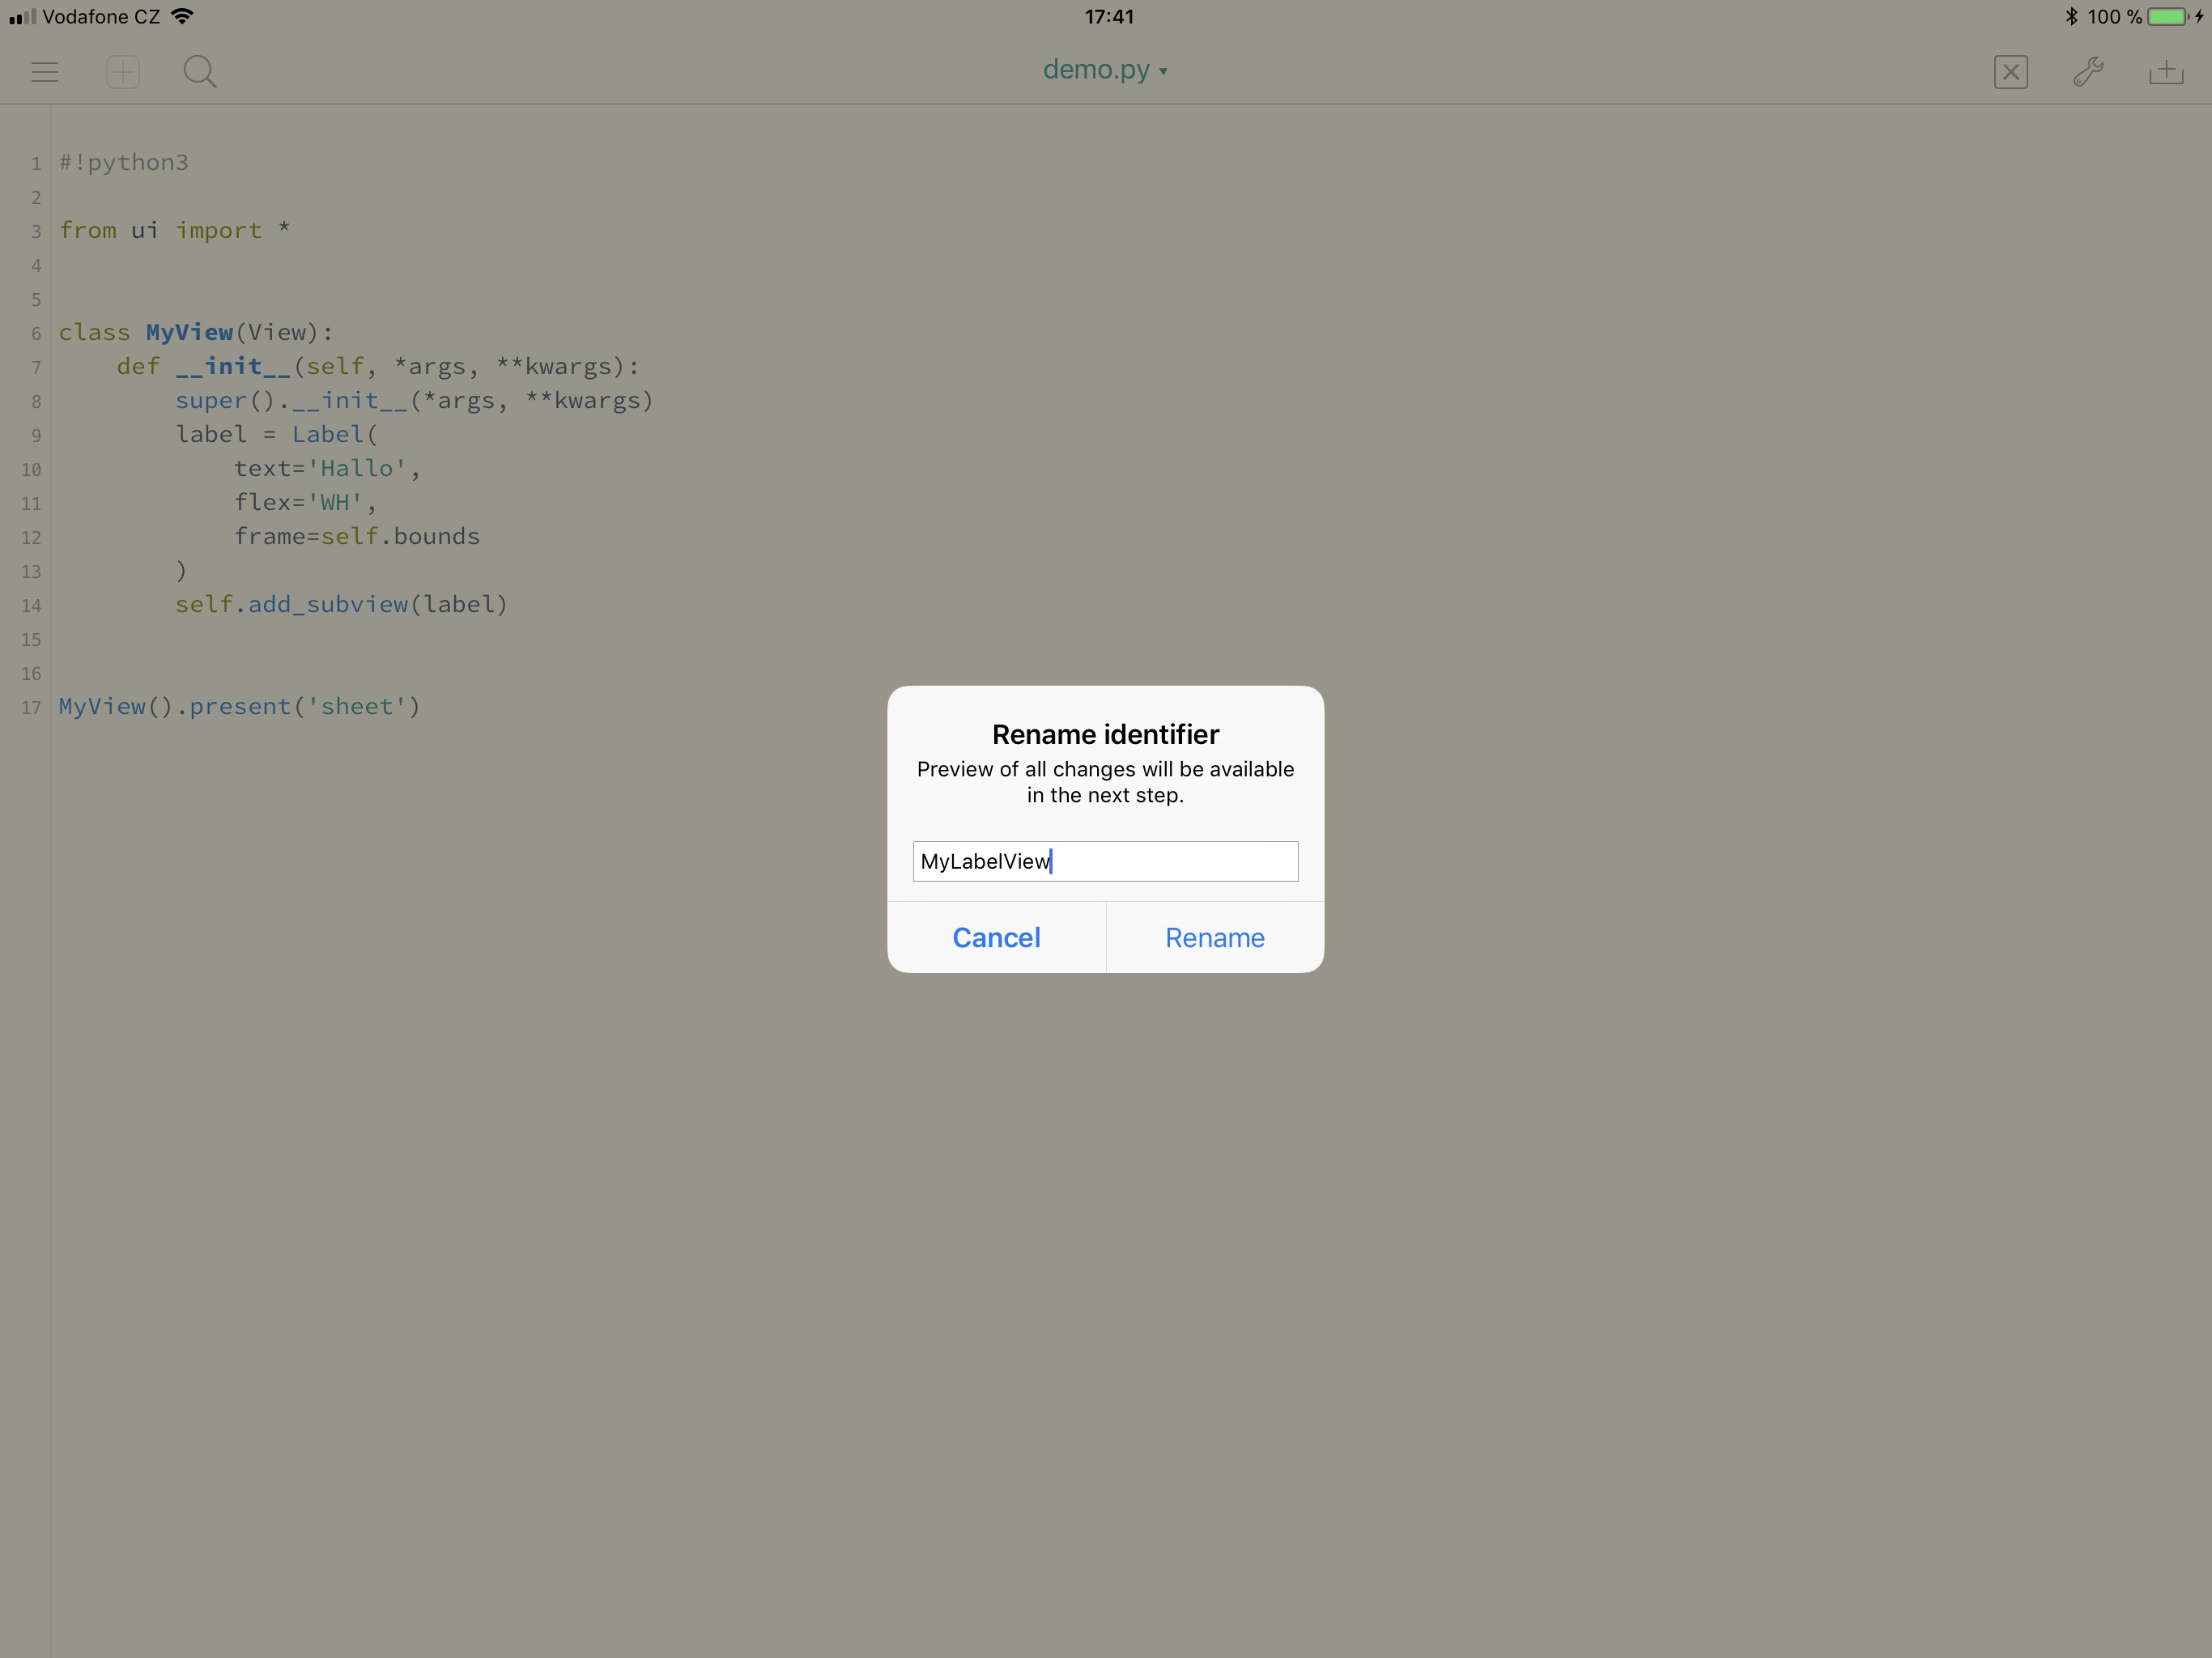 Vodafone CZ 17:41 100 %
demo.py ▾
1 #!python3
2
3 from ui import *
4
5
6 class MyView(View):
7     def __init__(self, *args, **kwargs):
8         super().__init__(*args, **kwargs)
9         label = Label(
10             text='Hallo',
11             flex='WH',
12             frame=self.bounds
13         )
14         self.add_subview(label)
15
16
17 MyView().present('sheet')
Rename identifier
Preview of all changes will be available
in the next step.
MyLabelView
Cancel Rename